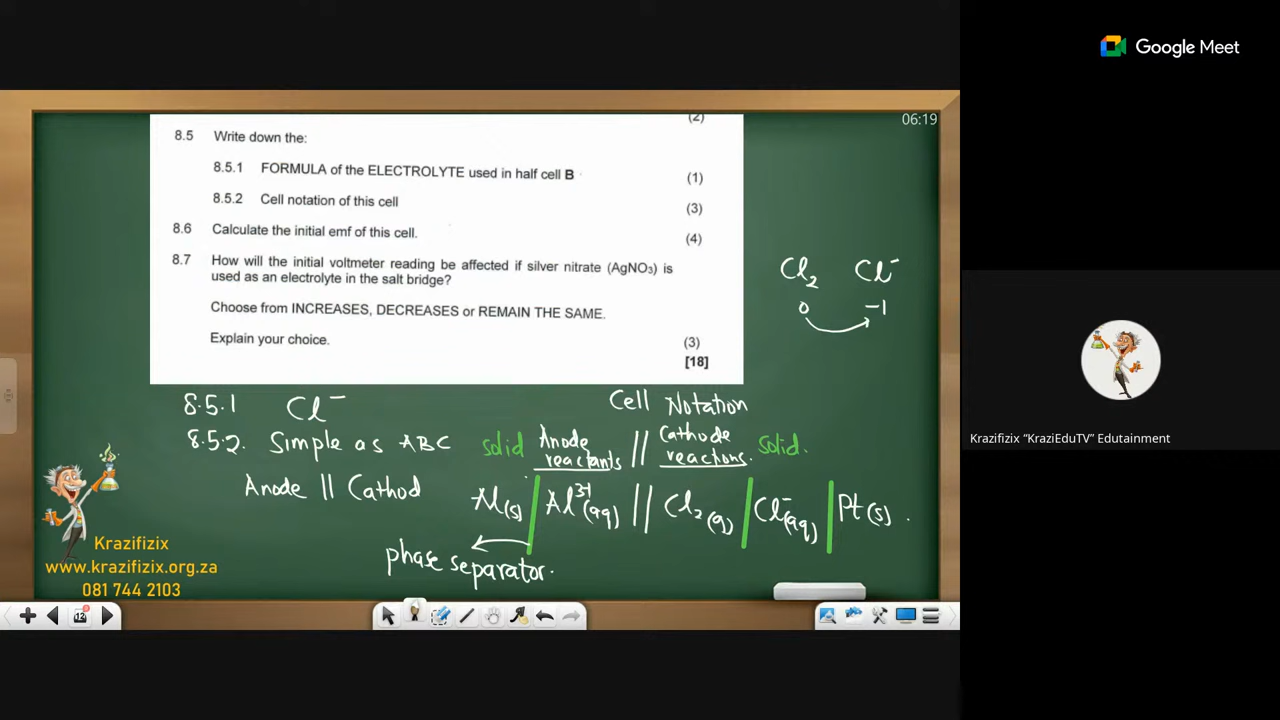 Google Meet
06:19
(2)
8.5 Write down the:
8.5.1 FORMULA of the ELECTROLYTE used in half cell B (1)
8.5.2 Cell notation of this cell (3)
8.6 Calculate the initial emf of this cell. (4)
8.7 How will the initial voltmeter reading be affected if silver nitrate (AgNO₃) is
used as an electrolyte in the salt bridge?
Choose from INCREASES, DECREASES or REMAIN THE SAME.
Explain your choice. (3)
[18]
Cl₂ Cl⁻
0 -1
8.5.1 Cl⁻
Cell Notation
8.5.2. Simple as ABC
solid Anode reactants || Cathode reactions. solid.
Anode || Cathod
Al(s) | Al³⁺(aq) || Cl₂(g) | Cl⁻(aq) | Pt(s).
phase separator.
Krazifizix
www.krazifizix.org.za
081 744 2103
12
Krazifizix "KraziEduTV" Edutainment